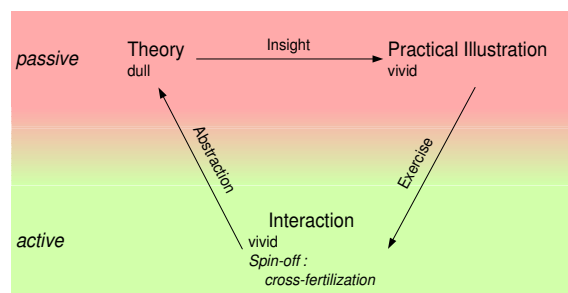 Insight
passive
Theory
dull
Practical Illustration
vivid
Abstraction
Exercise
Interaction
active
vivid
Spin-off :
cross-fertilization